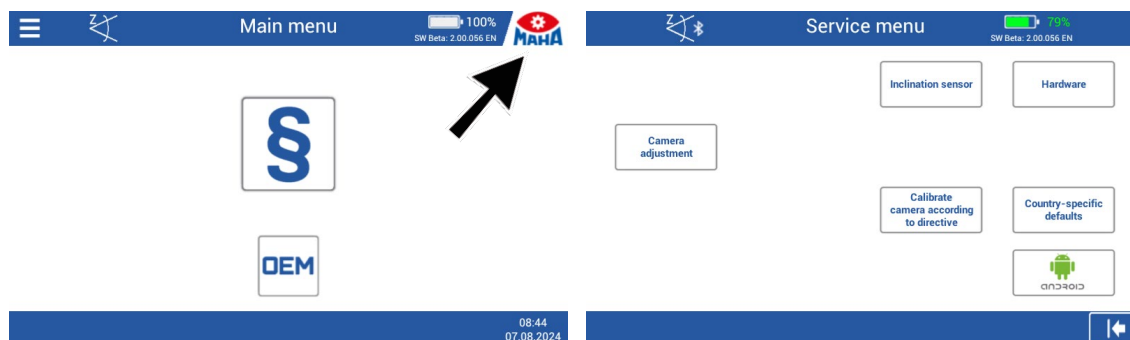 Main menu
100%
SW Beta: 2.00.056 EN
MAHA
§
OEM
08:44
07.08.2024
Service menu
79%
SW Beta: 2.00.056 EN
Inclination sensor
Hardware
Camera
adjustment
Calibrate
camera according
to directive
Country-specific
defaults
ANDROID